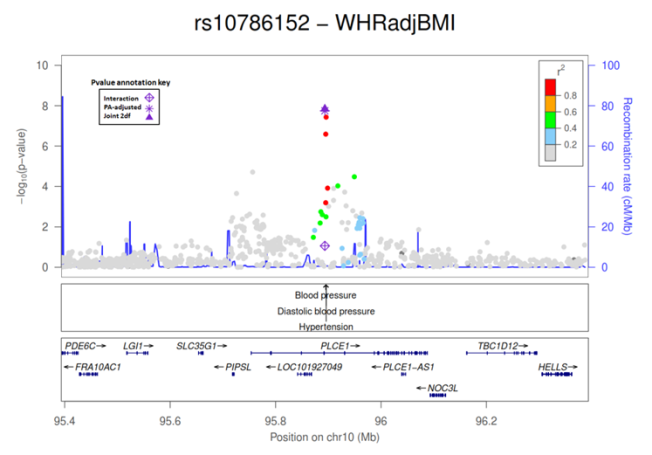 rs10786152 − WHRadjBMI
10
8
6
4
2
0
−log10(p−value)
Pvalue annotation key
Interaction
PA-adjusted
Joint 2df
r2
0.8
0.6
0.4
0.2
100
80
60
40
20
0
Recombination rate (cM/Mb)
Blood pressure
Diastolic blood pressure
Hypertension
PDE6C→ LGI1→ SLC35G1→ PLCE1→ TBC1D12→
←FRA10AC1 ←PIPSL ←LOC101927049 ←PLCE1−AS1 HELLS→
←NOC3L
95.4 95.6 95.8 96 96.2
Position on chr10 (Mb)